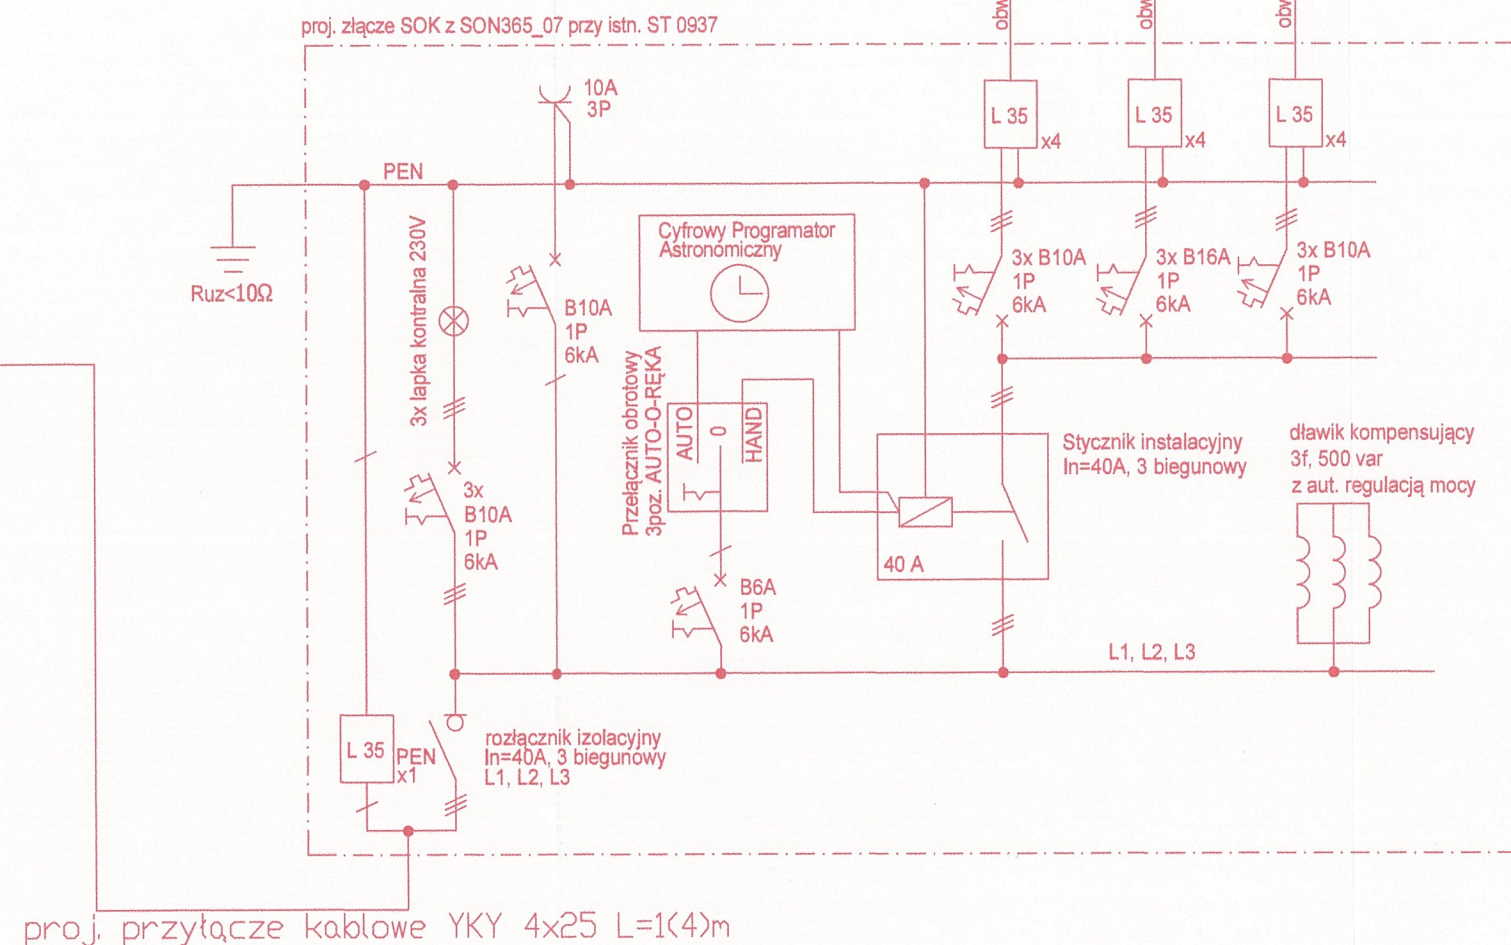 proj. złącze SOK z SON365_07 przy istn. ST 0937
obw
obw
obw
10A
3P
L 35
x4
L 35
x4
L 35
x4
PEN
Ruz<10Ω
3x lapka kontralna 230V
B10A
1P
6kA
Cyfrowy Programator
Astronomiczny
3x B10A
1P
6kA
3x B16A
1P
6kA
3x B10A
1P
6kA
Przełącznik obrotowy
3poz. AUTO-O-RĘKA
AUTO
0
HAND
3x
B10A
1P
6kA
Stycznik instalacyjny
In=40A, 3 biegunowy
40 A
dławik kompensujący
3f, 500 var
z aut. regulacją mocy
B6A
1P
6kA
L1, L2, L3
L 35
PEN
x1
rozłącznik izolacyjny
In=40A, 3 biegunowy
L1, L2, L3
proj. przyłącze kablowe YKY 4x25 L=1(4)m